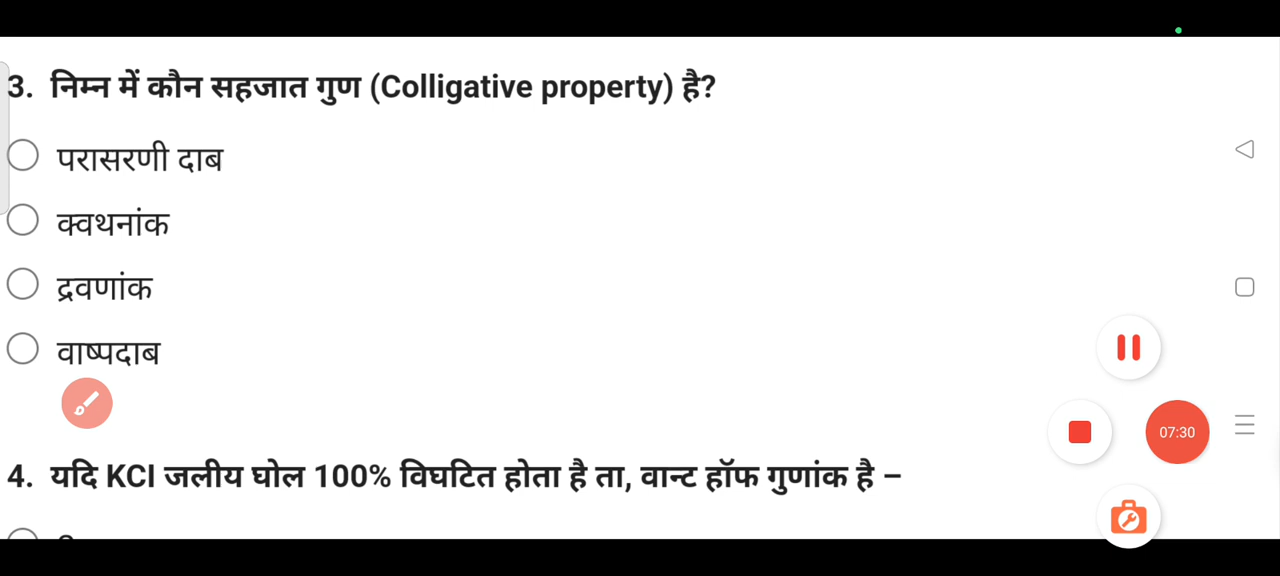 3. निम्न में कौन सहजात गुण (Colligative property) है?
परासरणी दाब
क्वथनांक
द्रवणांक
वाष्पदाब
07:30
4. यदि KCl जलीय घोल 100% विघटित होता है ता, वान्ट हॉफ गुणांक है –